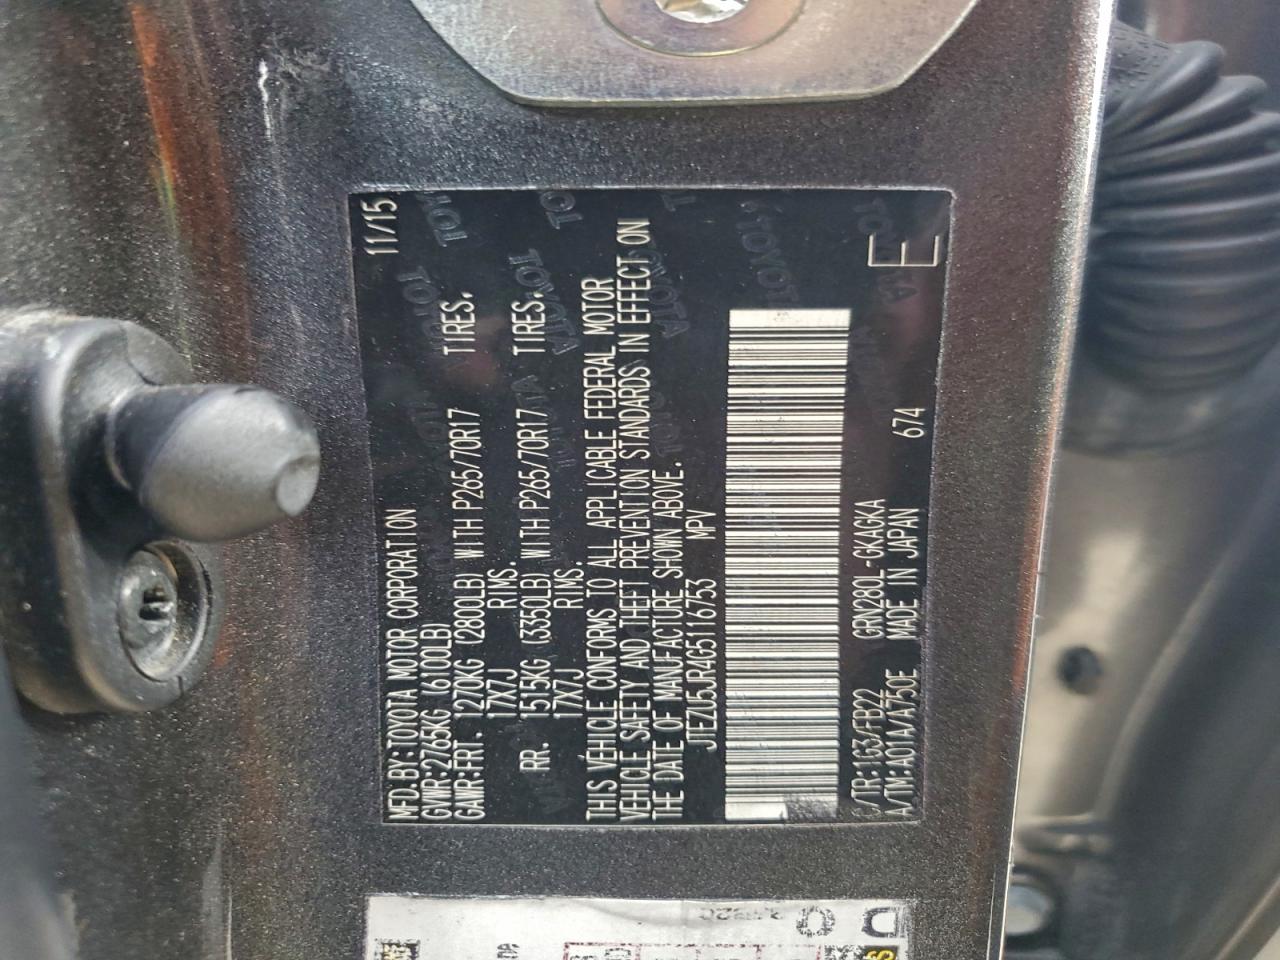 MFD.BY:TOYOTA MOTOR CORPORATION 11/15
GVWR:2765KG (6100LB)
GAWR:FRT. 1270KG (2800LB) WITH P265/70R17 TIRES.
17X7J RIMS.
RR. 1515KG (3350LB) WITH P265/70R17 TIRES.
17X7J RIMS.
THIS VEHICLE CONFORMS TO ALL APPLICABLE FEDERAL MOTOR
VEHICLE SAFETY AND THEFT PREVENTION STANDARDS IN EFFECT ON
THE DATE OF MANUFACTURE SHOWN ABOVE.
JTEZU5JR4G5116753 MPV
C/TR:1G3/FB22 GRN280L-GKAGKA
A/TM:A01A/A750E MADE IN JAPAN 674
E